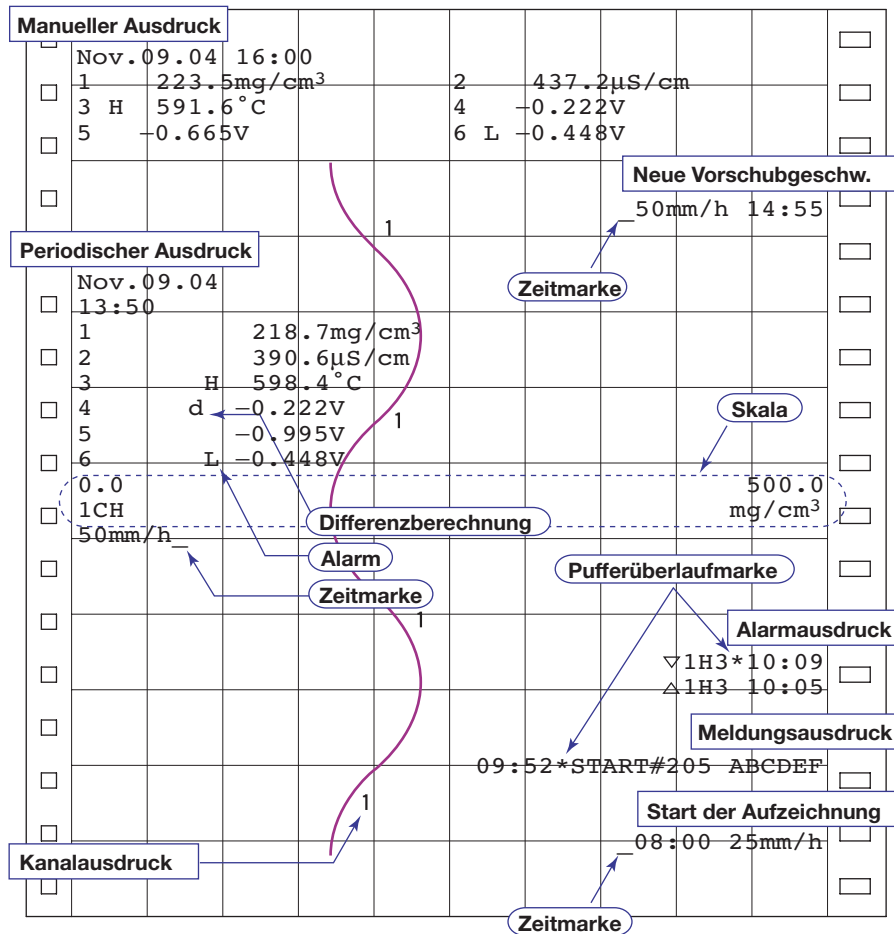 Manueller Ausdruck
Nov.09.04 16:00
1 223.5mg/cm³ 2 437.2µS/cm
3 H 591.6°C 4 −0.222V
5 −0.665V 6 L −0.448V
Neue Vorschubgeschw.
_50mm/h 14:55
1
Zeitmarke
Periodischer Ausdruck
Nov.09.04
13:50
1 218.7mg/cm³
2 390.6µS/cm
3 H 598.4°C
4 d −0.222V
5 −0.995V
6 L −0.448V
1
Skala
0.0 500.0
1CH mg/cm³
50mm/h_
Differenzberechnung
Alarm
Zeitmarke
Pufferüberlaufmarke
1
Alarmausdruck
▽1H3*10:09
△1H3 10:05
Meldungsausdruck
09:52*START#205 ABCDEF
1
Start der Aufzeichnung
_08:00 25mm/h
Kanalausdruck
Zeitmarke